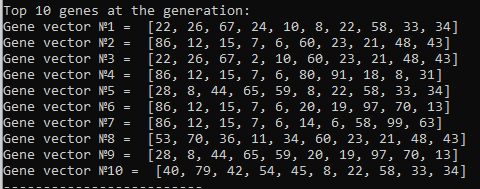 Top 10 genes at the generation:
Gene vector №1 =  [22, 26, 67, 24, 10, 8, 22, 58, 33, 34]
Gene vector №2 =  [86, 12, 15, 7, 6, 60, 23, 21, 48, 43]
Gene vector №3 =  [22, 26, 67, 2, 10, 60, 23, 21, 48, 43]
Gene vector №4 =  [86, 12, 15, 7, 6, 80, 91, 18, 8, 31]
Gene vector №5 =  [28, 8, 44, 65, 59, 8, 22, 58, 33, 34]
Gene vector №6 =  [86, 12, 15, 7, 6, 20, 19, 97, 70, 13]
Gene vector №7 =  [86, 12, 15, 7, 6, 14, 6, 58, 99, 63]
Gene vector №8 =  [53, 70, 36, 11, 34, 60, 23, 21, 48, 43]
Gene vector №9 =  [28, 8, 44, 65, 59, 20, 19, 97, 70, 13]
Gene vector №10 =  [40, 79, 42, 54, 45, 8, 22, 58, 33, 34]
--------------------------